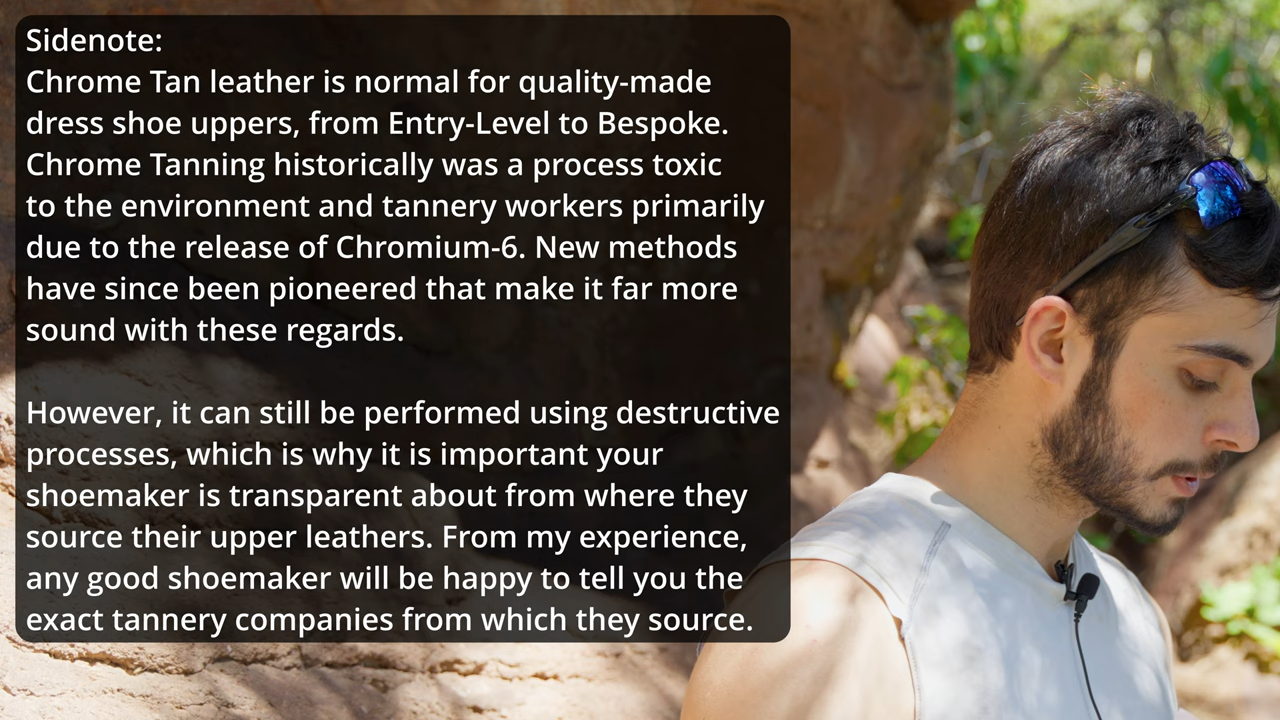 Sidenote:
Chrome Tan leather is normal for quality-made
dress shoe uppers, from Entry-Level to Bespoke.
Chrome Tanning historically was a process toxic
to the environment and tannery workers primarily
due to the release of Chromium-6. New methods
have since been pioneered that make it far more
sound with these regards.
However, it can still be performed using destructive
processes, which is why it is important your
shoemaker is transparent about from where they
source their upper leathers. From my experience,
any good shoemaker will be happy to tell you the
exact tannery companies from which they source.